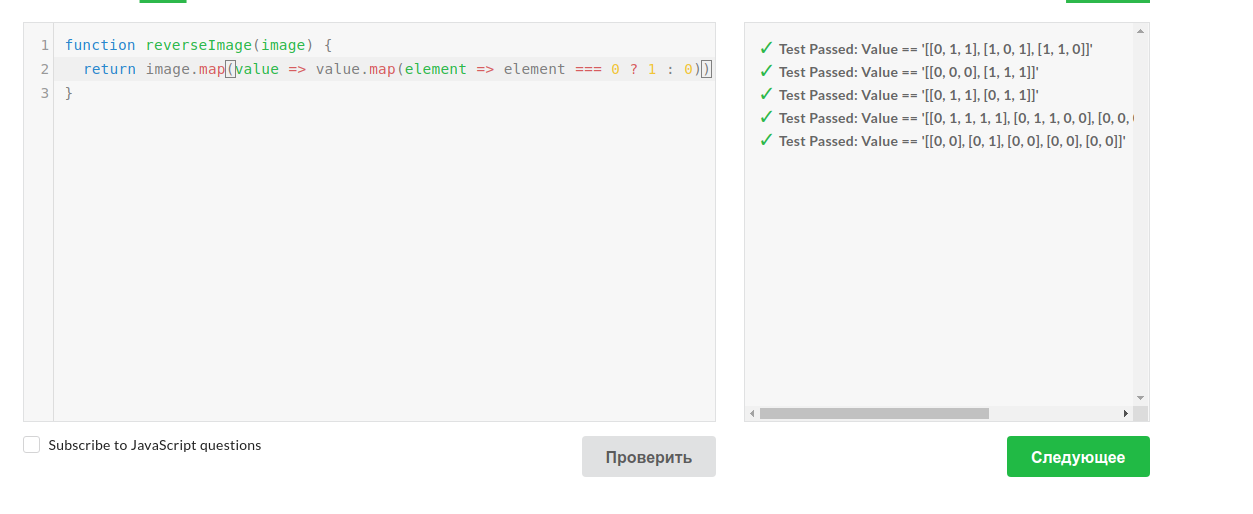 1 function reverseImage(image) {
2   return image.map(value => value.map(element => element === 0 ? 1 : 0))
3 }
✓ Test Passed: Value == '[[0, 1, 1], [1, 0, 1], [1, 1, 0]]'
✓ Test Passed: Value == '[[0, 0, 0], [1, 1, 1]]'
✓ Test Passed: Value == '[[0, 1, 1], [0, 1, 1]]'
✓ Test Passed: Value == '[[0, 1, 1, 1, 1], [0, 1, 1, 0, 0], [0, 0,
✓ Test Passed: Value == '[[0, 0], [0, 1], [0, 0], [0, 0], [0, 0]]'
Subscribe to JavaScript questions
Проверить
Следующее